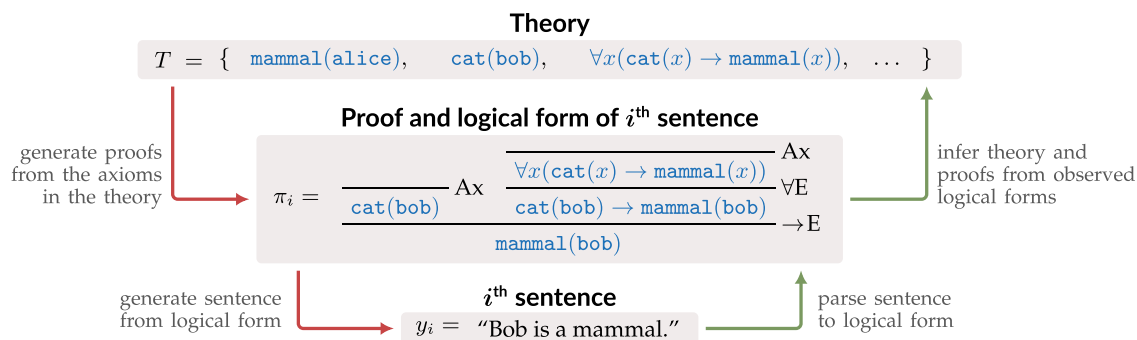 Theory
T = { mammal(alice), cat(bob), ∀x(cat(x) → mammal(x)), ... }
Proof and logical form of iᵗʰ sentence
generate proofs
from the axioms
in the theory
Ax
∀x(cat(x) → mammal(x))
πᵢ =
Ax
∀E
cat(bob)
cat(bob) → mammal(bob)
→E
mammal(bob)
infer theory and
proofs from observed
logical forms
generate sentence
from logical form
iᵗʰ sentence
yᵢ = “Bob is a mammal.”
parse sentence
to logical form